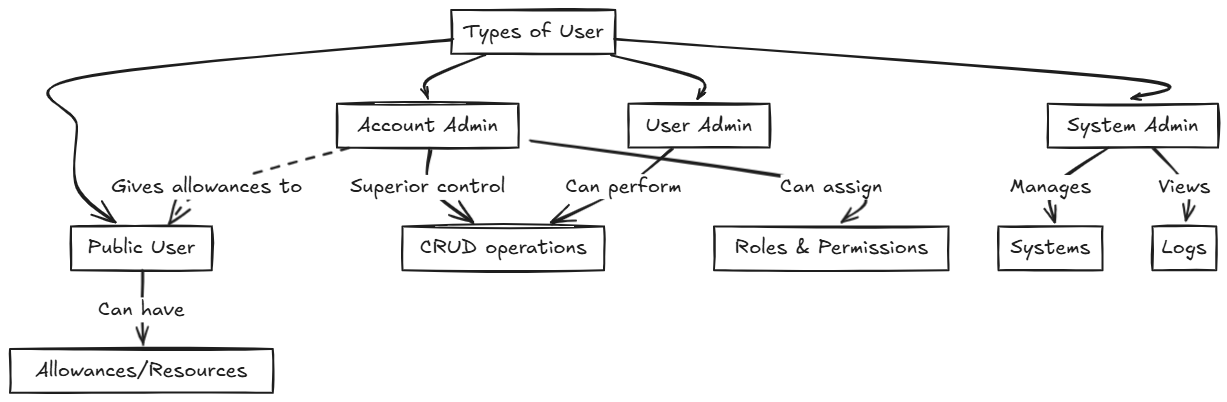 Types of User
Account Admin
User Admin
System Admin
Gives allowances to
Superior control
Can perform
Can assign
Manages
Views
Public User
CRUD operations
Roles & Permissions
Systems
Logs
Can have
Allowances/Resources